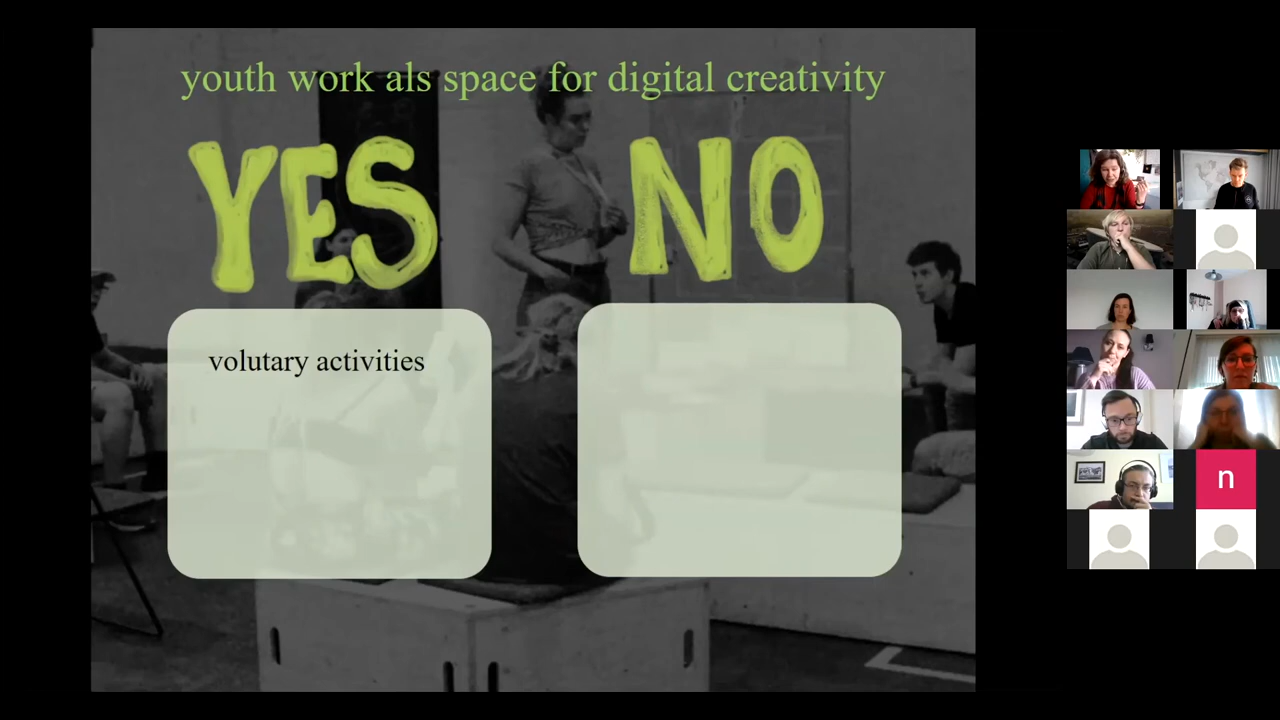 youth work als space for digital creativity
YES NO
volutary activities
n